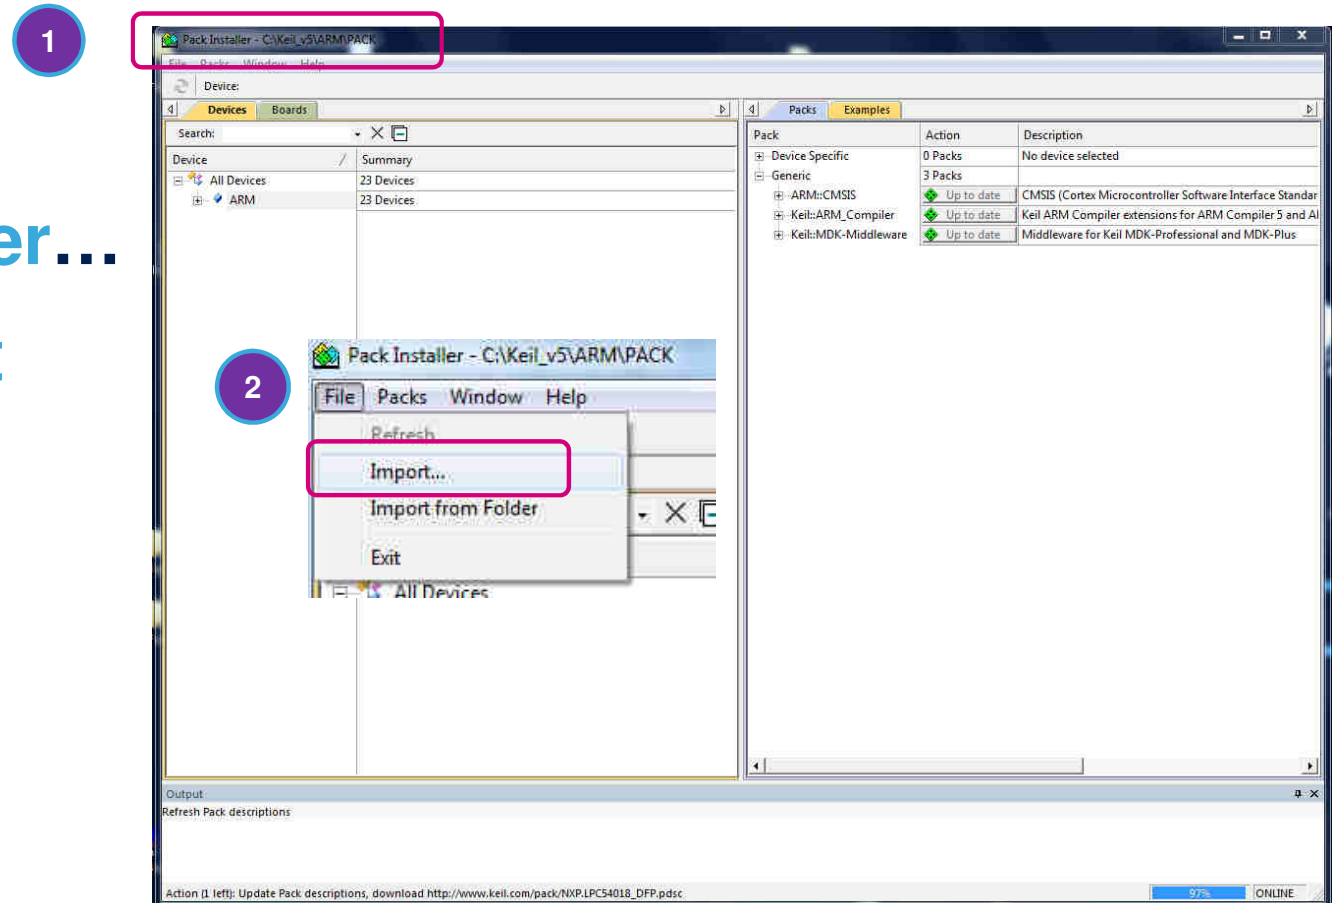 1
Pack Installer - C:\Keil_v5\ARM\PACK
File Packs Window Help
Device:
Devices Boards
Packs Examples
Search:
Pack Action Description
Device / Summary
Device Specific 0 Packs No device selected
All Devices 23 Devices
Generic 3 Packs
ARM 23 Devices
ARM::CMSIS Up to date CMSIS (Cortex Microcontroller Software Interface Standar
Keil::ARM_Compiler Up to date Keil ARM Compiler extensions for ARM Compiler 5 and
Keil::MDK-Middleware Up to date Middleware for Keil MDK-Professional and MDK-Plus
er...
2
Pack Installer - C:\Keil_v5\ARM\PACK
File Packs Window Help
Refresh
Import...
Import from Folder
Exit
All Devices
Output
Refresh Pack descriptions
Action (1 left): Update Pack descriptions, download http://www.keil.com/pack/NXP.LPC54018_DFP.pdsc
97% ONLINE